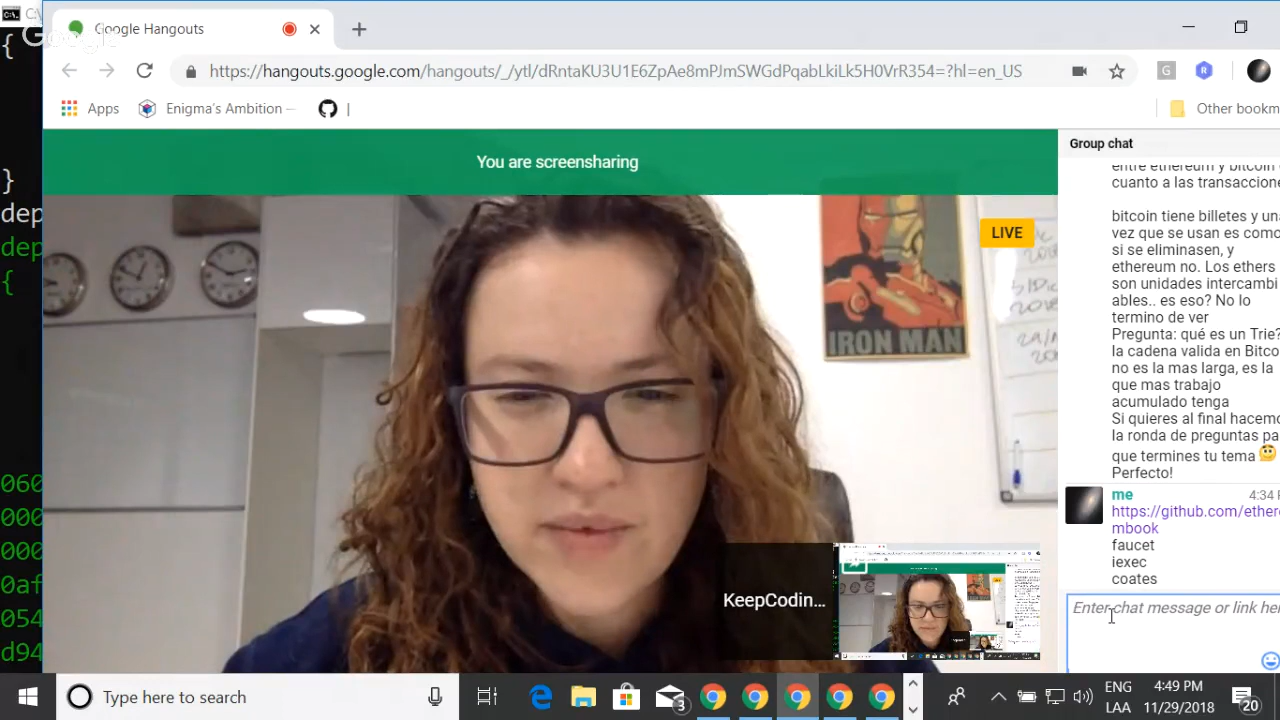 Google Hangouts
Google
https://hangouts.google.com/hangouts/_/ytl/dRntaKU3U1E6ZpAe8mPJmSWGdPqabLkiLk5H0VrR354=?hl=en_US
Apps
Enigma's Ambition
Other bookm
You are screensharing
Group chat
LIVE
IRON MAN
entre ethereum y bitcoin
cuanto a las transaccione
bitcoin tiene billetes y un
vez que se usan es como
si se eliminasen, y
ethereum no. Los ethers
son unidades intercambi
ables.. es eso? No lo
termino de ver
Pregunta: qué es un Trie?
la cadena valida en Bitco
no es la mas larga, es la
que mas trabajo
acumulado tenga
Si quieres al final hacemo
la ronda de preguntas pa
que termines tu tema
Perfecto!
me 4:34
https://github.com/ether
mbook
faucet
iexec
coates
Enter chat message or link her
KeepCodin...
{
}
dep
dep
{
060
000
000
0af
054
d94
Type here to search
3
ENG
LAA
4:49 PM
11/29/2018
20